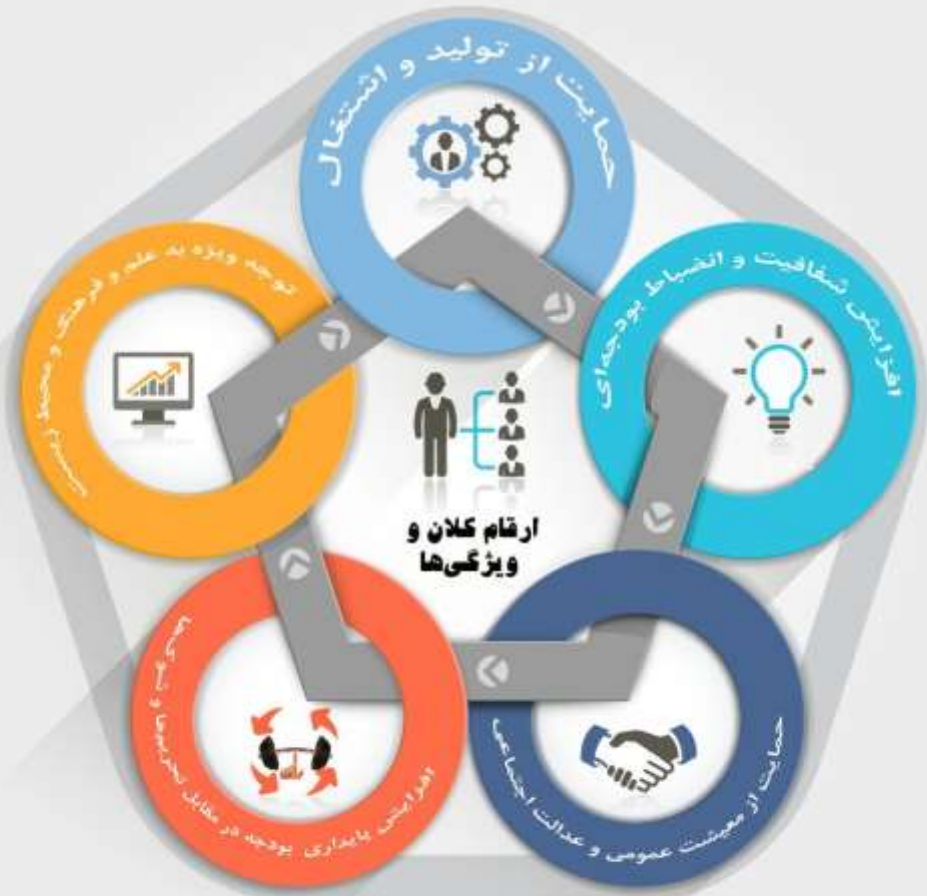 حمایت از تولید و اشتغال
افزایش شفافیت و انضباط بودجه‌ای
حمایت از معیشت عمومی و عدالت اجتماعی
افزایش پایداری بودجه در مقابل تحریم‌ها و شوک‌ها
توجه ویژه به علم و فرهنگ و محیط زیست
ارقام کلان و
ویژگی‌ها